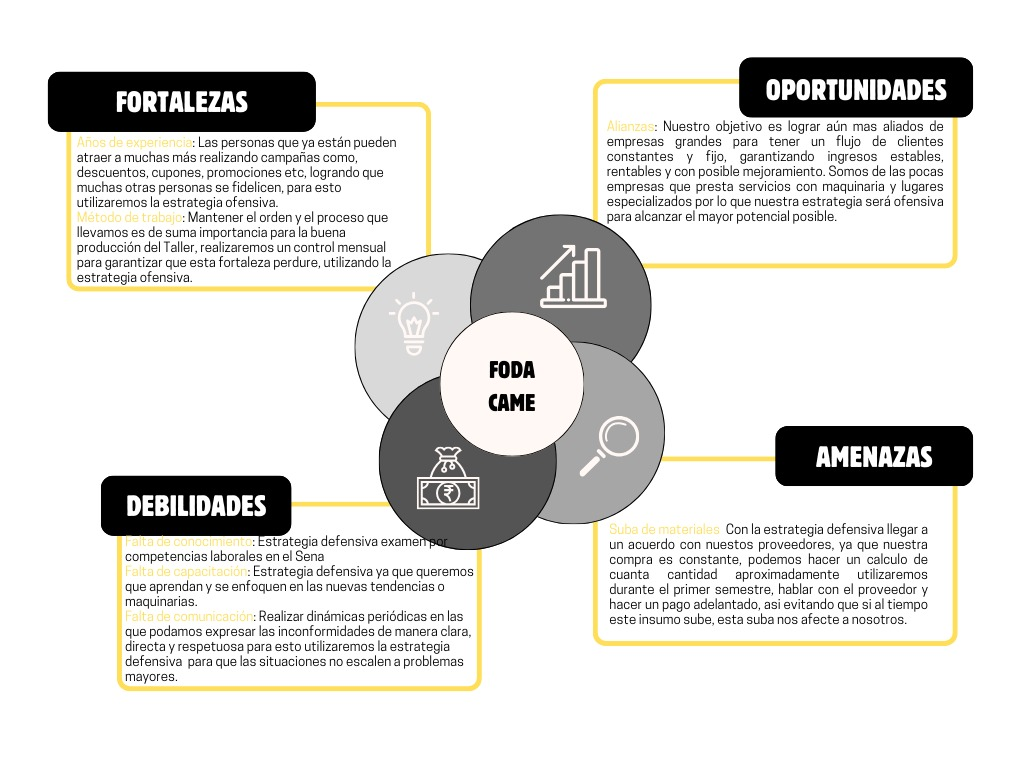 FORTALEZAS
Años de experiencia: Las personas que ya están pueden
atraer a muchas más realizando campañas como,
descuentos, cupones, promociones etc, logrando que
muchas otras personas se fidelicen, para esto
utilizaremos la estrategia ofensiva.
Método de trabajo: Mantener el orden y el proceso que
llevamos es de suma importancia para la buena
producción del Taller, realizaremos un control mensual
para garantizar que esta fortaleza perdure, utilizando la
estrategia ofensiva.
OPORTUNIDADES
Alianzas: Nuestro objetivo es lograr aún mas aliados de
empresas grandes para tener un flujo de clientes
constantes y fijo, garantizando ingresos estables,
rentables y con posible mejoramiento. Somos de las pocas
empresas que presta servicios con maquinaria y lugares
especializados por lo que nuestra estrategia será ofensiva
para alcanzar el mayor potencial posible.
FODA
CAME
DEBILIDADES
Falta de conocimiento: Estrategia defensiva examen por
competencias laborales en el Sena
Falta de capacitación: Estrategia defensiva ya que queremos
que aprendan y se enfoquen en las nuevas tendencias o
maquinarias.
Falta de comunicación: Realizar dinámicas periódicas en las
que podamos expresar las inconformidades de manera clara,
directa y respetuosa para esto utilizaremos la estrategia
defensiva para que las situaciones no escalen a problemas
mayores.
AMENAZAS
Suba de materiales Con la estrategia defensiva llegar a
un acuerdo con nuestos proveedores, ya que nuestra
compra es constante, podemos hacer un calculo de
cuanta cantidad aproximadamente utilizaremos
durante el primer semestre, hablar con el proveedor y
hacer un pago adelantado, asi evitando que si al tiempo
este insumo sube, esta suba nos afecte a nosotros.